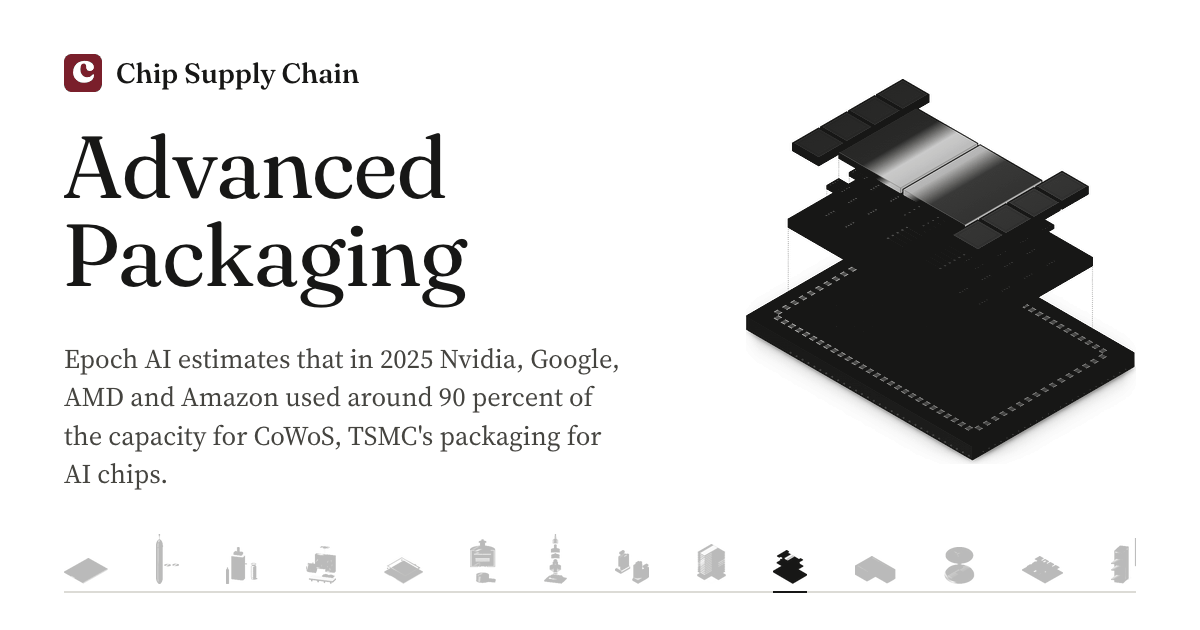 Chip Supply Chain
Advanced
Packaging
Epoch AI estimates that in 2025 Nvidia, Google,
AMD and Amazon used around 90 percent of
the capacity for CoWoS, TSMC's packaging for
AI chips.